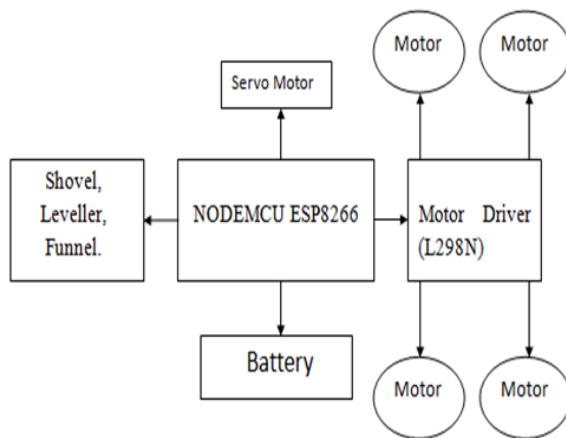 Motor
Motor
Servo Motor
Shovel,
Leveller,
Funnel.
NODEMCU ESP8266
Motor Driver
(L298N)
Battery
Motor
Motor